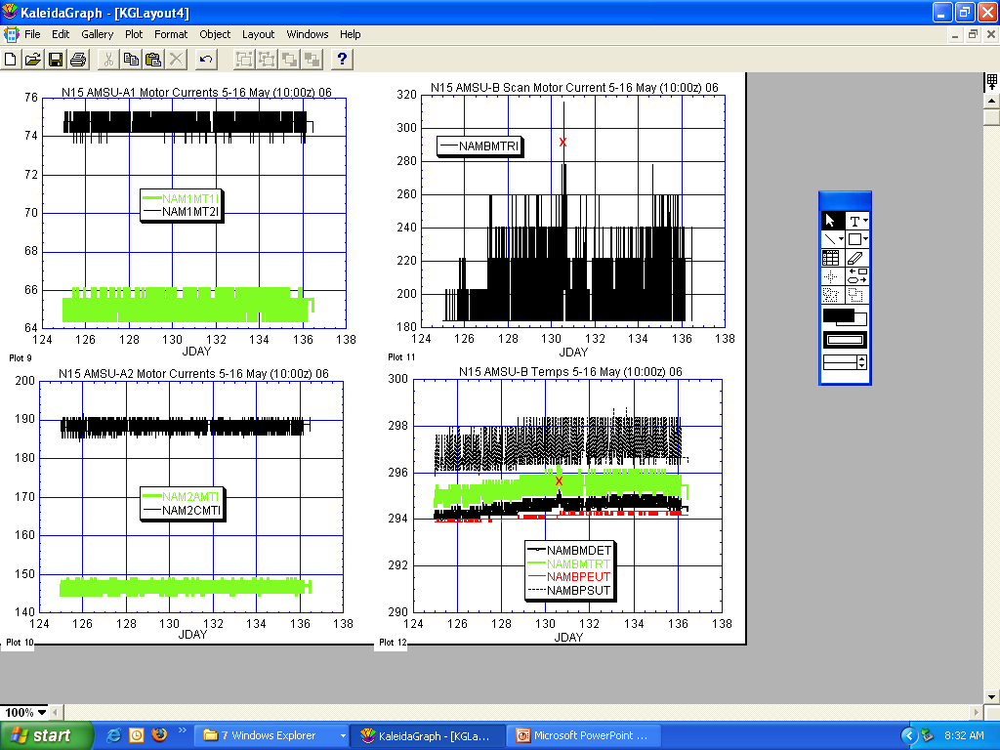 KaleidaGraph - [KGLayout4]
File Edit Gallery Plot Format Object Layout Windows Help
N15 AMSU-A1 Motor Currents 5-16 May (10:00z) 06
76
74
72
70
68
66
64
NAM1MT1I
NAM1MT2I
124 126 128 130 132 134 136 138
JDAY
Plot 9
N15 AMSU-B Scan Motor Current 5-16 May (10:00z) 06
320
300
280
260
240
220
200
180
NAMBMTRI
X
124 126 128 130 132 134 136 138
JDAY
Plot 11
N15 AMSU-A2 Motor Currents 5-16 May (10:00z) 06
200
190
180
170
160
150
140
NAM2AMTI
NAM2CMTI
124 126 128 130 132 134 136 138
JDAY
Plot 10
N15 AMSU-B Temps 5-16 May (10:00z) 06
300
298
296
294
292
290
X
NAMBMDET
NAMBMTRT
NAMBPEUT
NAMBPSUT
124 126 128 130 132 134 136 138
JDAY
Plot 12
T
100%
start
7 Windows Explorer
KaleidaGraph - [KGLa...
Microsoft PowerPoint ...
8:32 AM